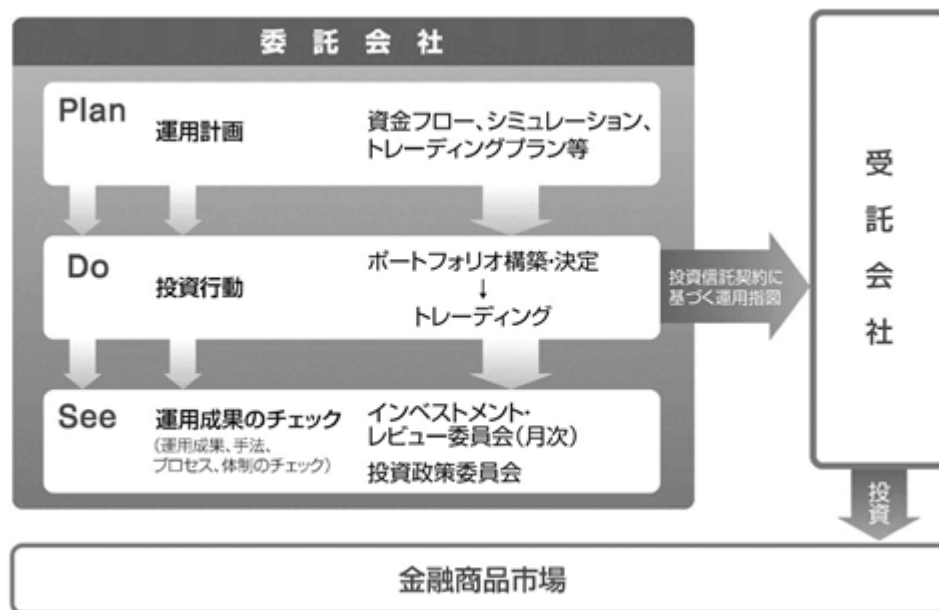 委託会社
Plan
運用計画
資金フロー、シミュレーション、
トレーディングプラン等
Do
投資行動
ポートフォリオ構築・決定
↓
トレーディング
投資信託契約に
基づく運用指図
See
運用成果のチェック
(運用成果、手法、
プロセス、体制のチェック)
インベストメント・
レビュー委員会(月次)
投資政策委員会
受託会社
投資
金融商品市場